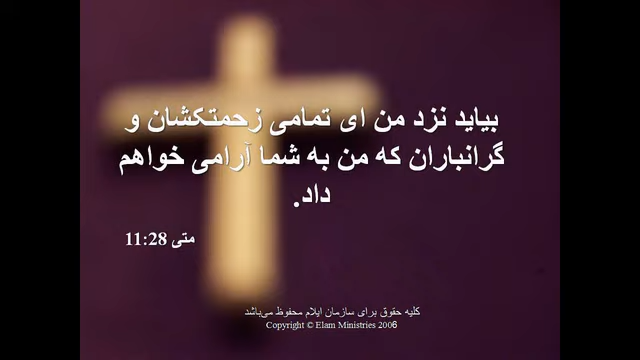 بیاید نزد من ای تمامی زحمتکشان و
گرانباران که من به شما آرامی خواهم
داد.
متی 11:28
کلیه حقوق برای سازمان ایلام محفوظ می‌باشد
Copyright © Elam Ministries 2006